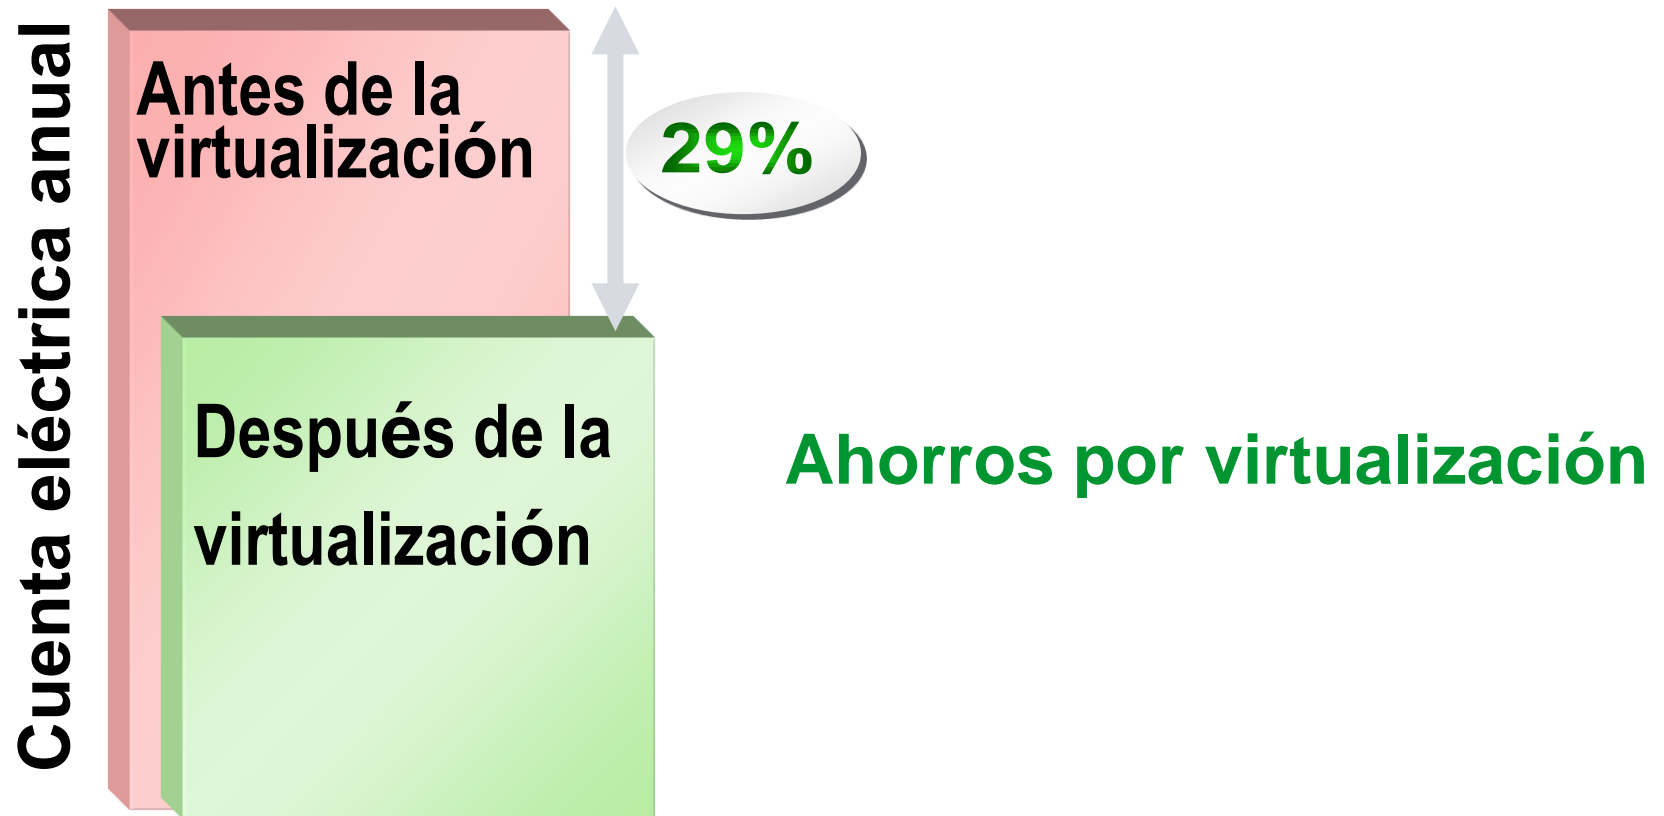 Cuenta eléctrica anual
Antes de la
virtualización
29%
Después de la
virtualización
Ahorros por virtualización